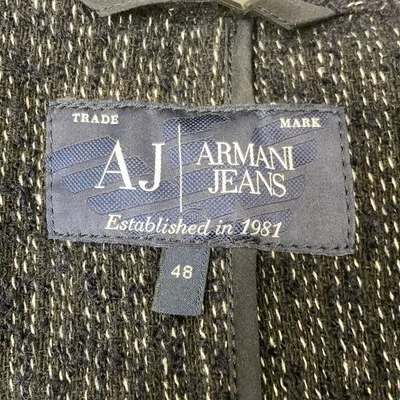 TRADE MARK
AJ ARMANI
JEANS
Established in 1981
48